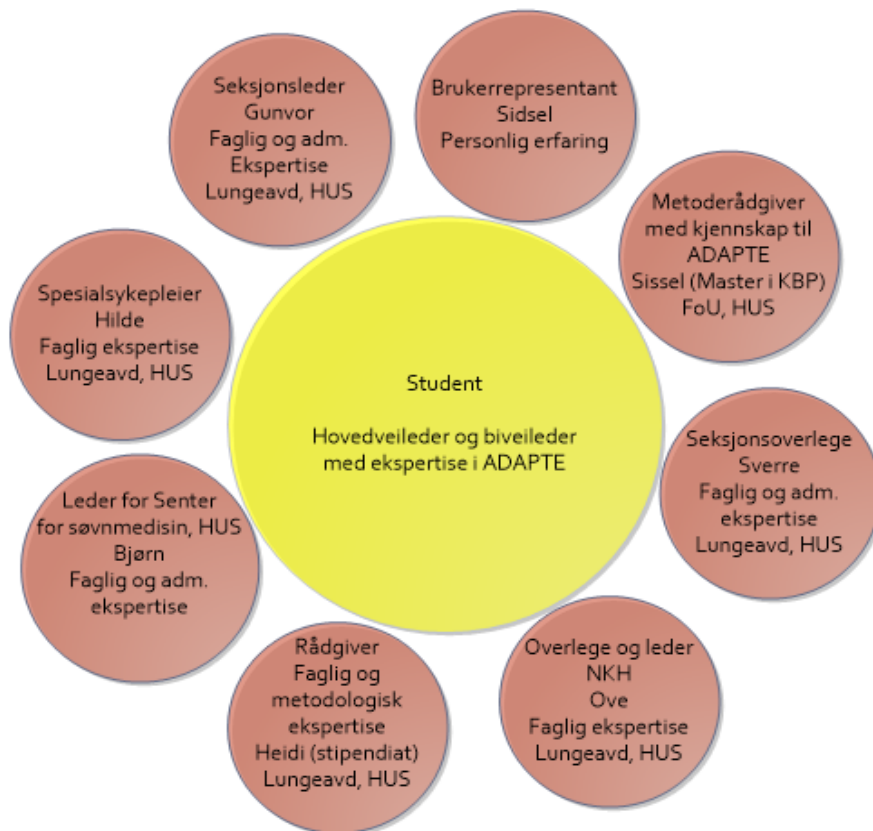 Seksjonsleder
Gunvor
Faglig og adm.
Ekspertise
Lungeavd, HUS
Brukerrepresentant
Sidsel
Personlig erfaring
Metoderådgiver
med kjennskap til
ADAPTE
Sissel (Master i KBP)
FoU, HUS
Spesialsykepleier
Hilde
Faglig ekspertise
Lungeavd, HUS
Student
Hovedveileder og biveileder
med ekspertise i ADAPTE
Seksjonsoverlege
Sverre
Faglig og adm.
ekspertise
Lungeavd, HUS
Leder for Senter
for søvnmedisin, HUS
Bjørn
Faglig og adm.
ekspertise
Rådgiver
Faglig og
metodologisk
ekspertise
Heidi (stipendiat)
Lungeavd, HUS
Overlege og leder
NKH
Ove
Faglig ekspertise
Lungeavd, HUS